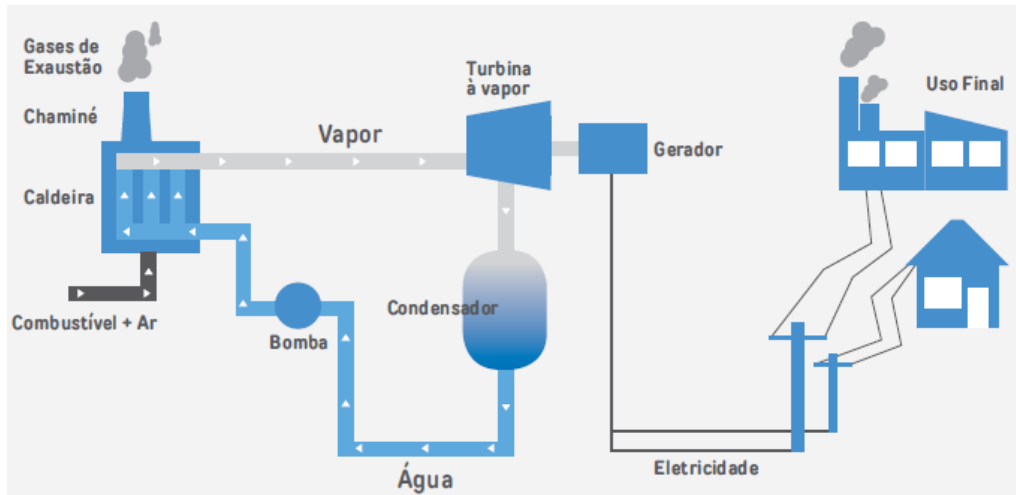 Gases de
Exaustão
Chaminé
Caldeira
Combustível + Ar
Vapor
Turbina
à vapor
Gerador
Uso Final
Condensador
Bomba
Água
Eletricidade